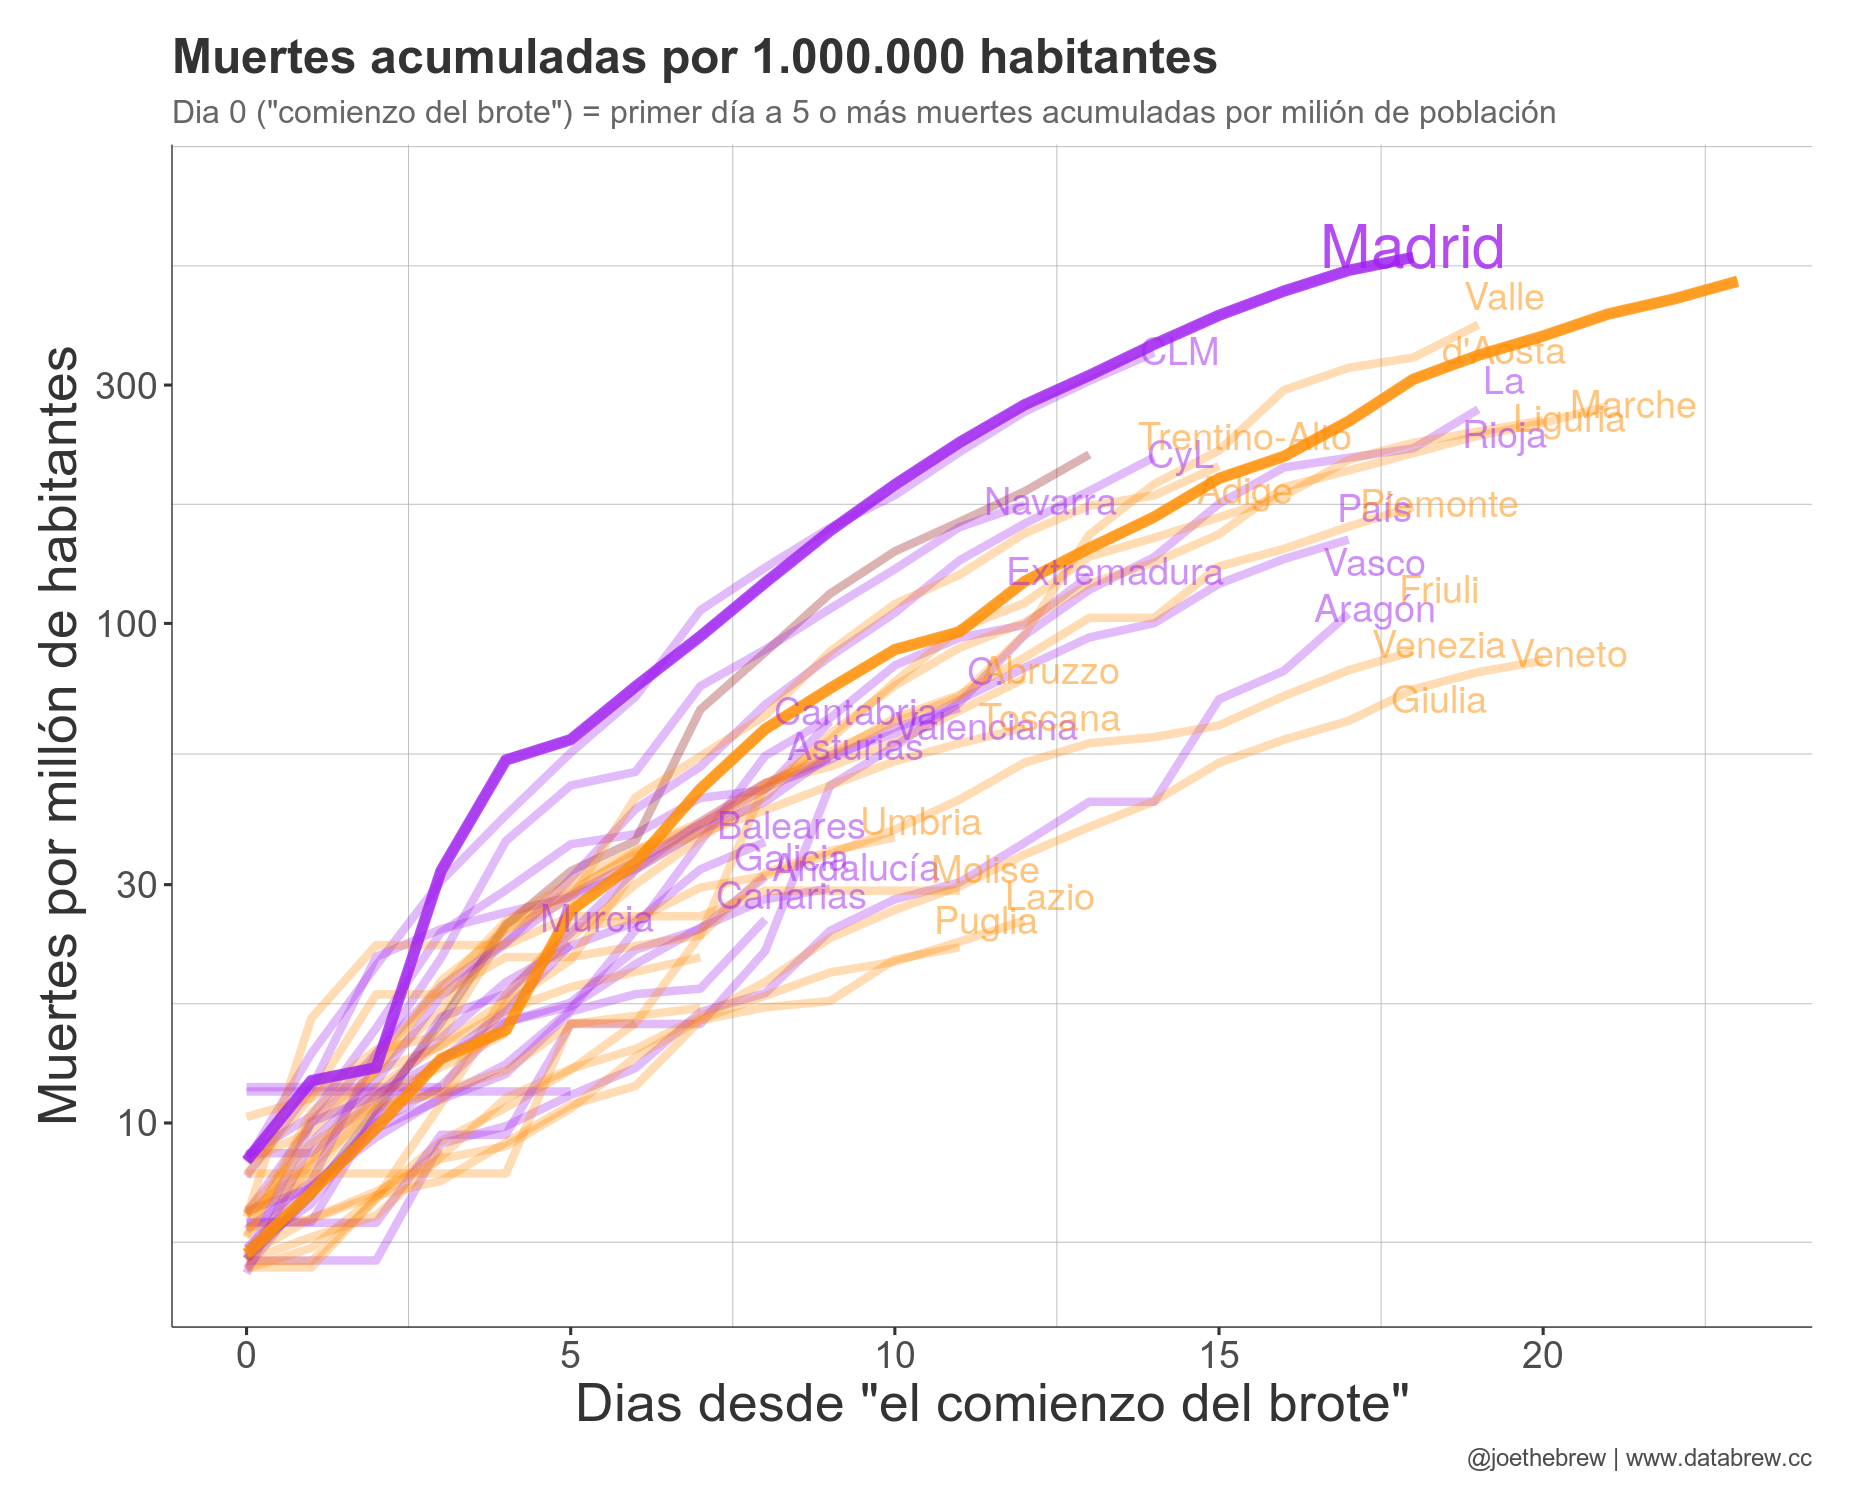 Muertes acumuladas por 1.000.000 habitantes
Dia 0 ("comienzo del brote") = primer día a 5 o más muertes acumuladas por milión de población
Muertes por millón de habitantes
300
100
30
10
Madrid
Valle
d'Aosta
CLM
La
Rioja
Marche
Liguria
Trentino-Alto
Adige
CyL
Navarra
Piemonte
País
Vasco
Extremadura
Friuli
Venezia
Giulia
Aragón
Veneto
C.
Valenciana
Abruzzo
Cantabria
Toscana
Asturias
Baleares
Umbria
Galicia
Andalucía
Molise
Canarias
Lazio
Murcia
Puglia
0
5
10
15
20
Dias desde "el comienzo del brote"
@joethebrew | www.databrew.cc